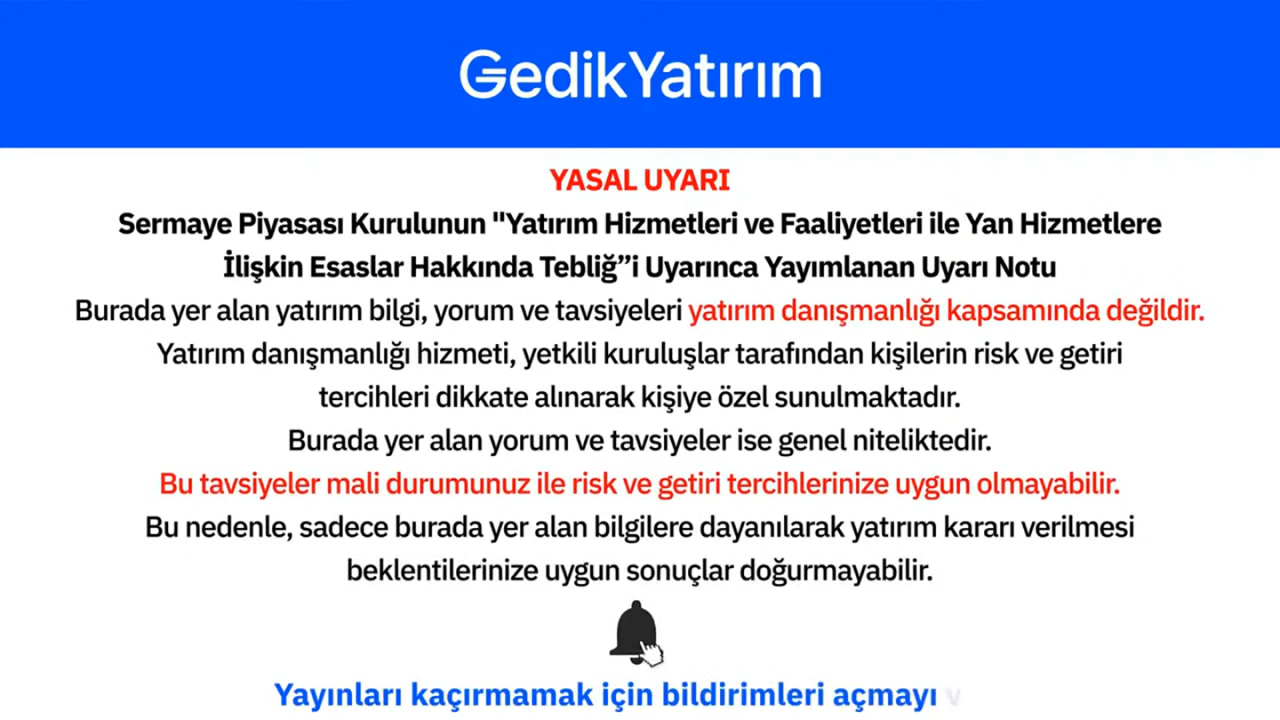 GedikYatırım
YASAL UYARI
Sermaye Piyasası Kurulunun "Yatırım Hizmetleri ve Faaliyetleri ile Yan Hizmetlere
İlişkin Esaslar Hakkında Tebliğ”i Uyarınca Yayımlanan Uyarı Notu
Burada yer alan yatırım bilgi, yorum ve tavsiyeleri yatırım danışmanlığı kapsamında değildir.
Yatırım danışmanlığı hizmeti, yetkili kuruluşlar tarafından kişilerin risk ve getiri
tercihleri dikkate alınarak kişiye özel sunulmaktadır.
Burada yer alan yorum ve tavsiyeler ise genel niteliktedir.
Bu tavsiyeler mali durumunuz ile risk ve getiri tercihlerinize uygun olmayabilir.
Bu nedenle, sadece burada yer alan bilgilere dayanılarak yatırım kararı verilmesi
beklentilerinize uygun sonuçlar doğurmayabilir.
Yayınları kaçırmamak için bildirimleri açmayı v